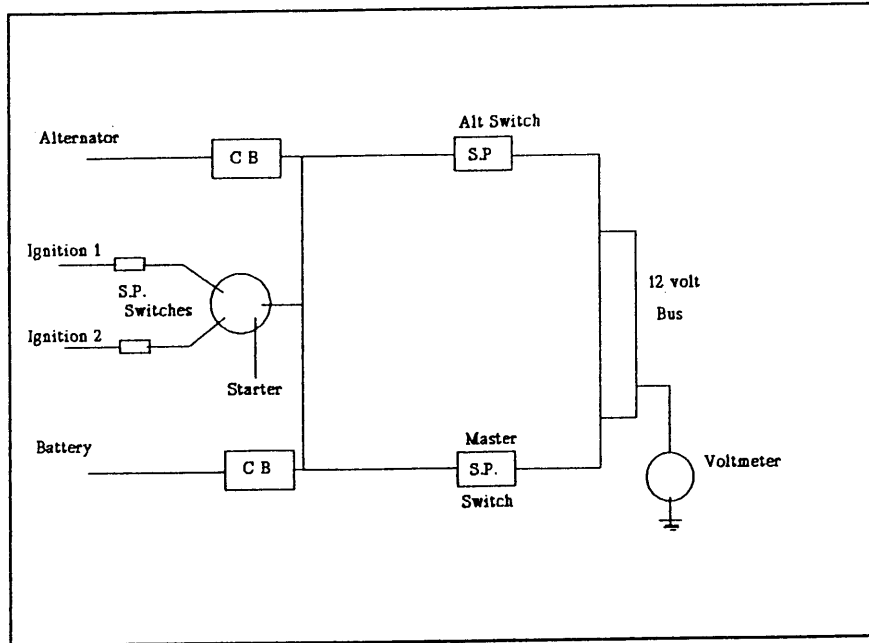 Alternator
C B
Alt Switch
S.P
Ignition 1
S.P.
Switches
Ignition 2
Starter
12 volt
Bus
Battery
C B
Master
S.P.
Switch
Voltmeter